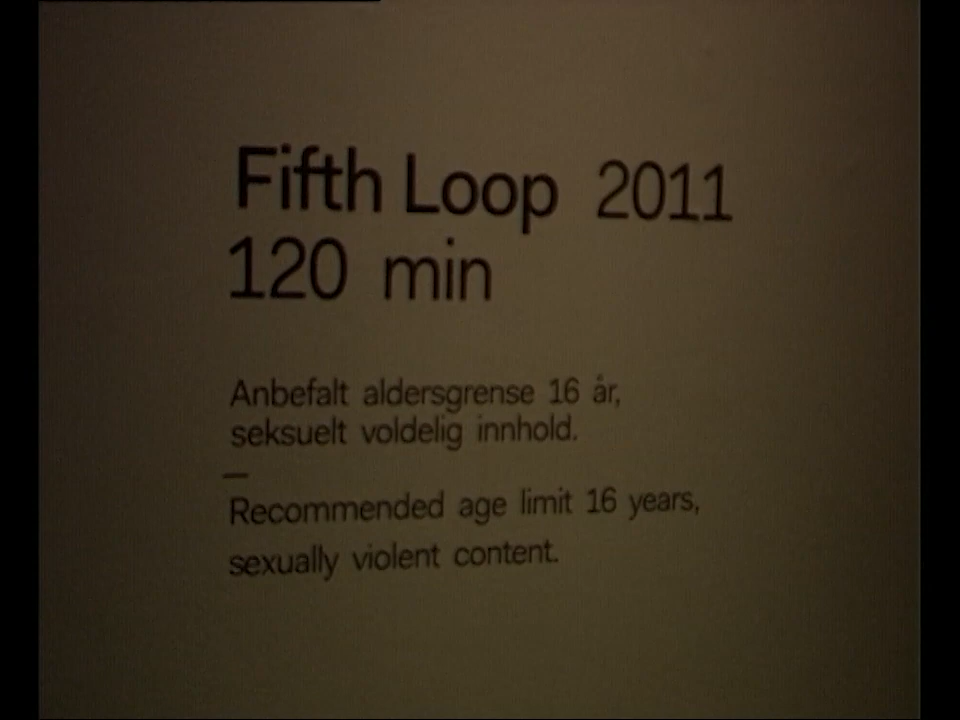 Fifth Loop 2011
120 min
Anbefalt aldersgrense 16 år,
seksuelt voldelig innhold.
—
Recommended age limit 16 years,
sexually violent content.